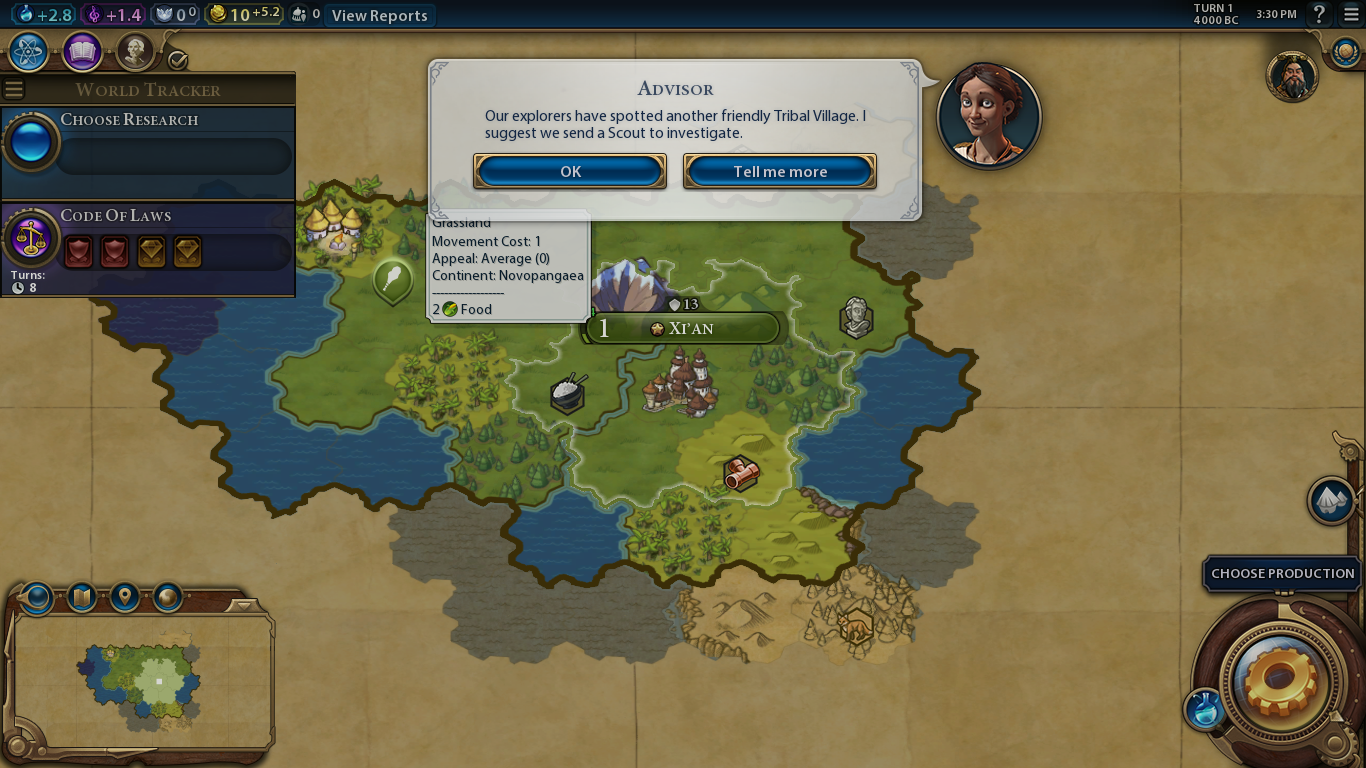 +2.8
+1.4
0 0
10 +5.2
0
View Reports
TURN 1
4000 BC
3:30 PM
?
WORLD TRACKER
CHOOSE RESEARCH
CODE OF LAWS
Turns:
8
ADVISOR
Our explorers have spotted another friendly Tribal Village. I
suggest we send a Scout to investigate.
OK
Tell me more
Grassland
Movement Cost: 1
Appeal: Average (0)
Continent: Novopangaea
--------------------
2 Food
13
1 XI'AN
CHOOSE PRODUCTION